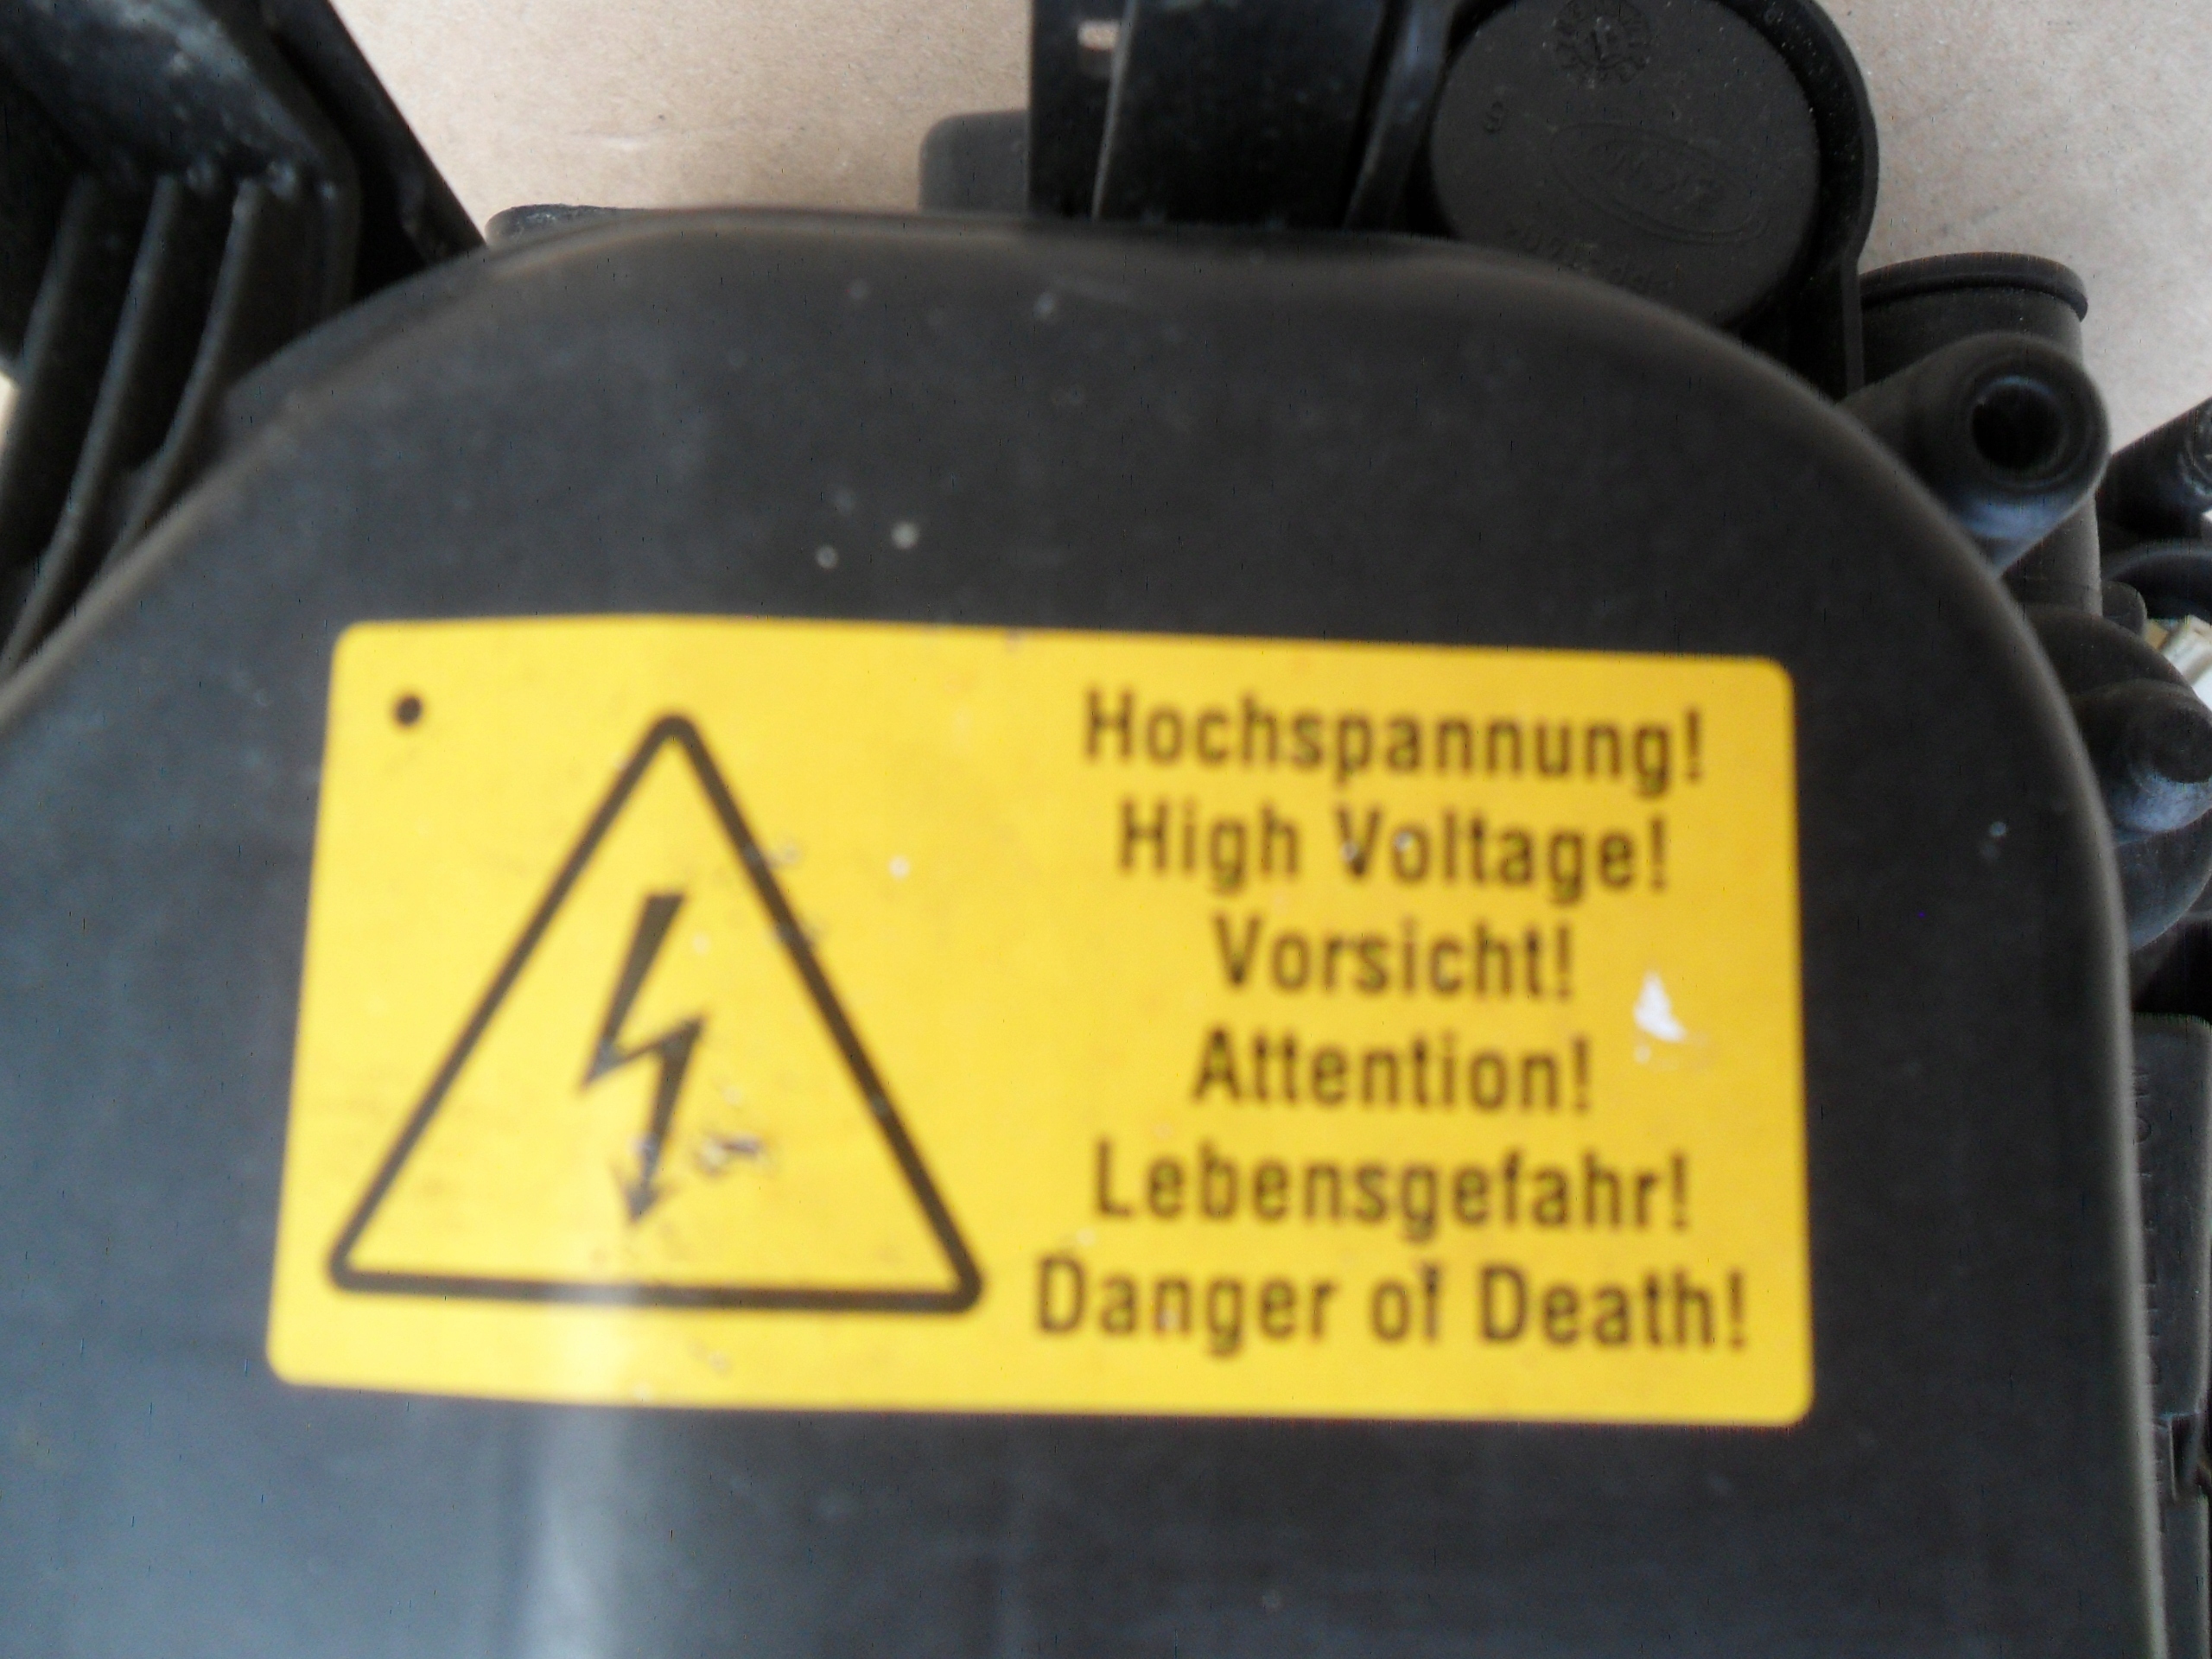 Hochspannung!
High Voltage!
Vorsicht!
Attention!
Lebensgefahr!
Danger of Death!